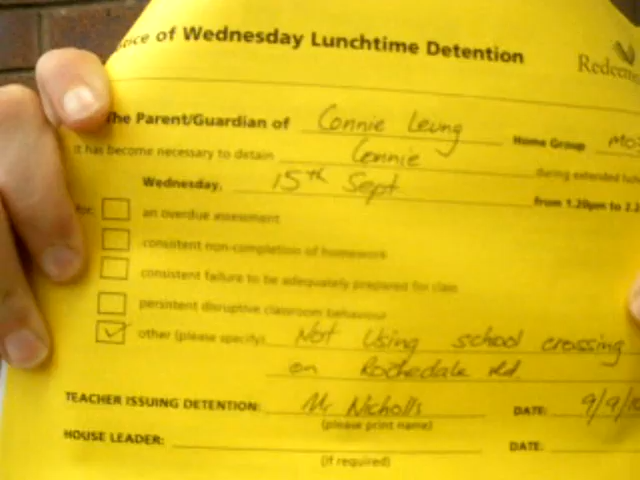 of Wednesday Lunchtime Detention
Redeem
The Parent/Guardian of Connie Leung Home Group
it has become necessary to detain Connie during extended
Wednesday, 15th Sept from 1.20pm to 2.2
for:
an overdue assessment
consistent non-completion of homework
consistent failure to be adequately prepared for class
persistent disruptive classroom behaviour
other (please specify) Not Using school crossing
on Rochedale rd.
TEACHER ISSUING DETENTION: Mr Nicholls DATE: 9/9/
(please print name)
HOUSE LEADER: DATE:
(if required)